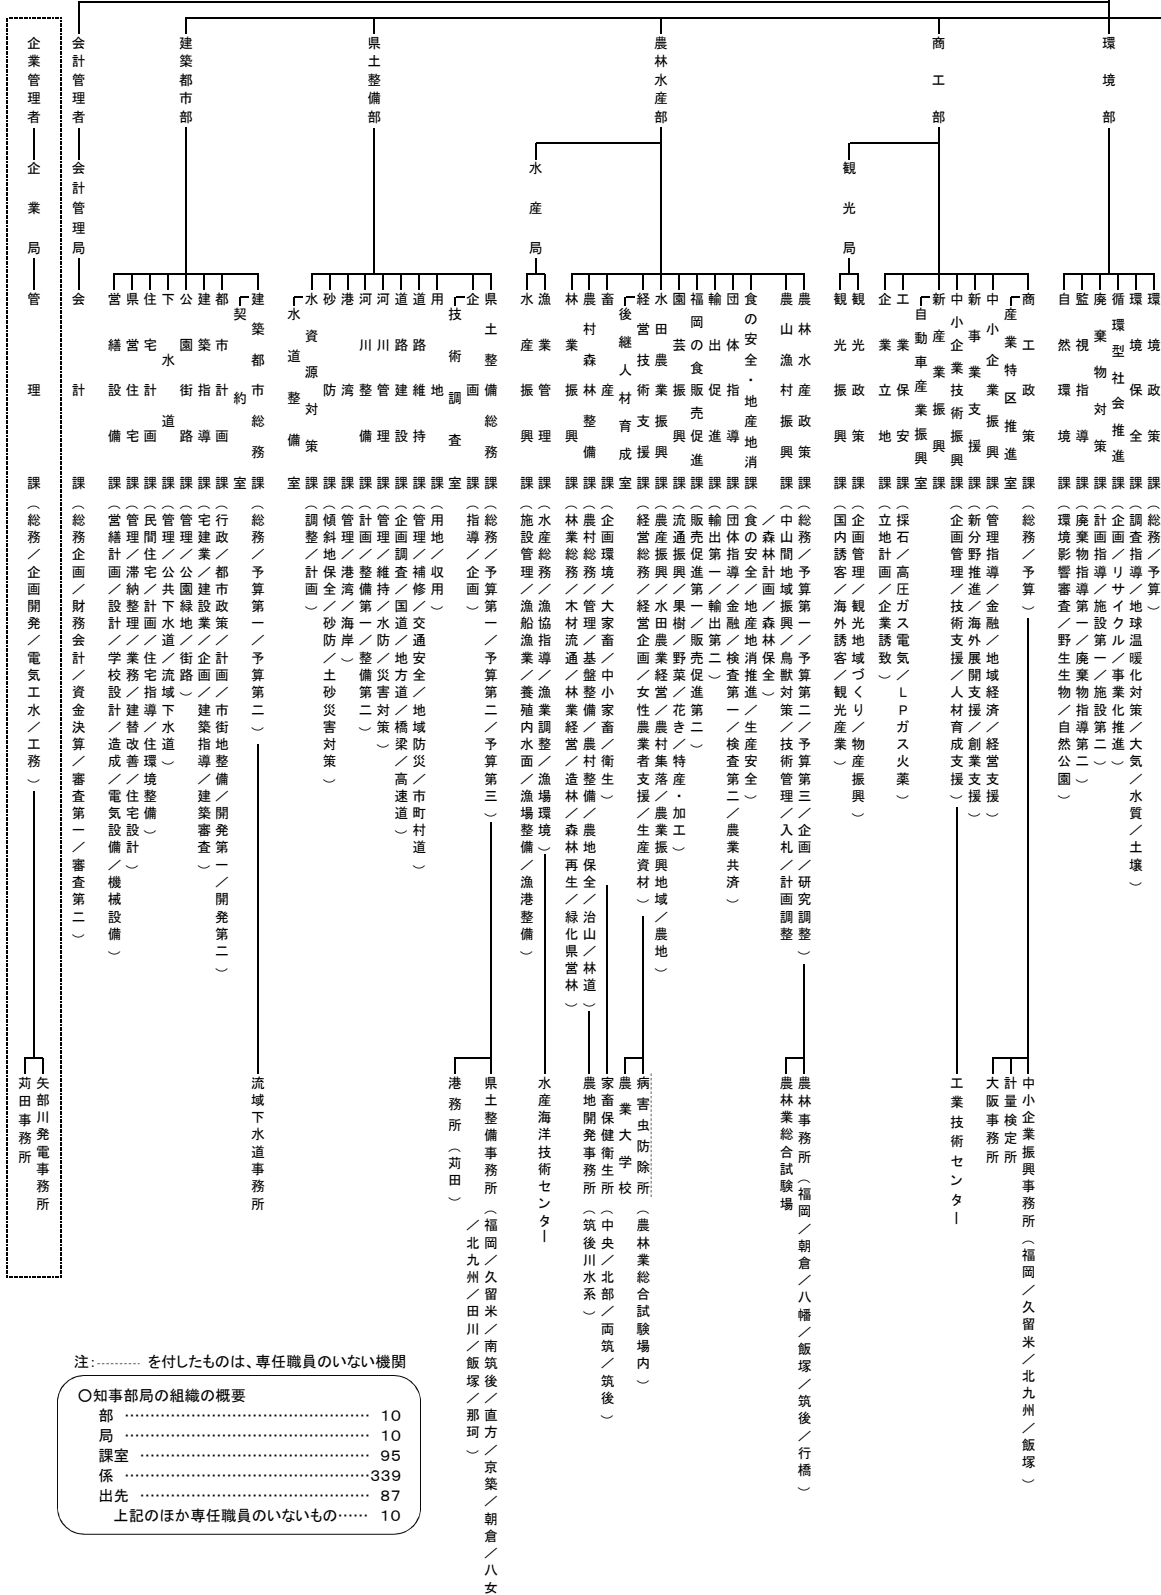 環境部
環境政策課(総務/予算)
環境保全課(調査指導/地球温暖化対策/大気/水質/土壌)
循環型社会推進課(企画/リサイクル/事業化推進)
廃棄物対策課(計画指導/施設第一/施設第二)
監視指導課(廃棄物指導第一/廃棄物指導第二)
自然環境課(環境影響審査/野生生物/自然公園)
商工部
商工政策課(総務/予算)
中小企業振興事務所(福岡/久留米/北九州/飯塚)
計量検定所
大阪事務所
産業特区推進室
中小企業振興課(管理指導/金融/地域経済/経営支援)
新事業支援課(新分野推進/海外展開支援/創業支援)
中小企業技術振興課(企画管理/技術支援/人材育成支援)
工業技術センター
新産業振興課
自動車産業振興室
工業保安課(採石/高圧ガス電気/LPガス火薬)
企業立地課(立地計画/企業誘致)
観光局
観光政策課(企画管理/観光地域づくり/物産振興)
観光振興課(国内誘客/海外誘客/観光産業)
農林水産部
農林水産政策課(総務/予算第一/予算第二/予算第三/企画/研究調整)
農林事務所(福岡/朝倉/八幡/飯塚/筑後/行橋)
農林業総合試験場
農山漁村振興課(中山間地域振興/鳥獣対策/技術管理/入札/計画調整
/森林計画/森林保全)
食の安全・地産地消課(食の安全/地産地消推進/生産安全)
団体指導課(団体指導/金融/検査第一/検査第二/農業共済)
輸出促進課(輸出第一/輸出第二)
福岡の食販売促進課(販売促進第一/販売促進第二)
園芸振興課(流通振興/果樹/野菜/花き/特産・加工)
水田農業振興課(農産振興/水田農業経営/農村集落/農業振興地域/農地)
経営技術支援課(経営総務/経営企画/女性農業者支援/生産資材)
病害虫防除所(農林業総合試験場内)
農業大学校
後継人材育成室
畜産課(企画環境/大家畜/中小家畜/衛生)
家畜保健衛生所(中央/北部/両筑/筑後)
農村森林整備課(農村総務/管理/基盤整備/農村整備/農地保全/治山/林道)
農地開発事務所(筑後川水系)
林業振興課(林業総務/木材流通/林業経営/造林/森林再生/緑化県営林)
水産局
漁業管理課(水産総務/漁協指導/漁業調整/漁場環境)
水産海洋技術センター
水産振興課(施設管理/漁船漁業/養殖内水面/漁場整備/漁港整備)
県土整備部
県土整備総務課(総務/予算第一/予算第二/予算第三)
県土整備事務所(福岡/久留米/南筑後/直方/京築/朝倉/八女
/北九州/田川/飯塚/那珂)
港務所(苅田)
企画課(指導/企画)
技術調査室
用地課(用地/収用)
道路維持課(管理/補修/交通安全/地域防災/市町村道)
道路建設課(企画調査/国道/地方道/橋梁/高速道)
河川管理課(管理/維持/水防/災害対策)
河川整備課(計画/整備第一/整備第二)
港湾課(管理/港湾/海岸)
砂防課(傾斜地保全/砂防/土砂災害対策)
水資源対策課(調整/計画)
水道整備室
建築都市部
建築都市総務課(総務/予算第一/予算第二)
流域下水道事務所
契約室
都市計画課(行政/都市政策/計画/市街地整備/開発第一/開発第二)
建築指導課(宅建業/建設業/企画/建築指導/建築審査)
公園街路課(管理/公園緑地/街路)
下水道課(管理/公共下水道/流域下水道)
住宅計画課(民間住宅/計画/住宅指導/住環境整備)
県営住宅課(管理/滞納整理/業務/建替改善/住宅設計)
営繕設備課(営繕計画/設計/学校設計/造成/電気設備/機械設備)
会計管理者
会計管理局
会計課(総務企画/財務会計/資金決算/審査第一/審査第二)
企業管理者
企業局
管理課(総務/企画開発/電気工水/工務)
矢部川発電事務所
苅田事務所
注:……… を付したものは、専任職員のいない機関
○知事部局の組織の概要
部 ………… 10
局 ………… 10
課室 ………… 95
係 …………339
出先 ………… 87
上記のほか専任職員のいないもの…… 10